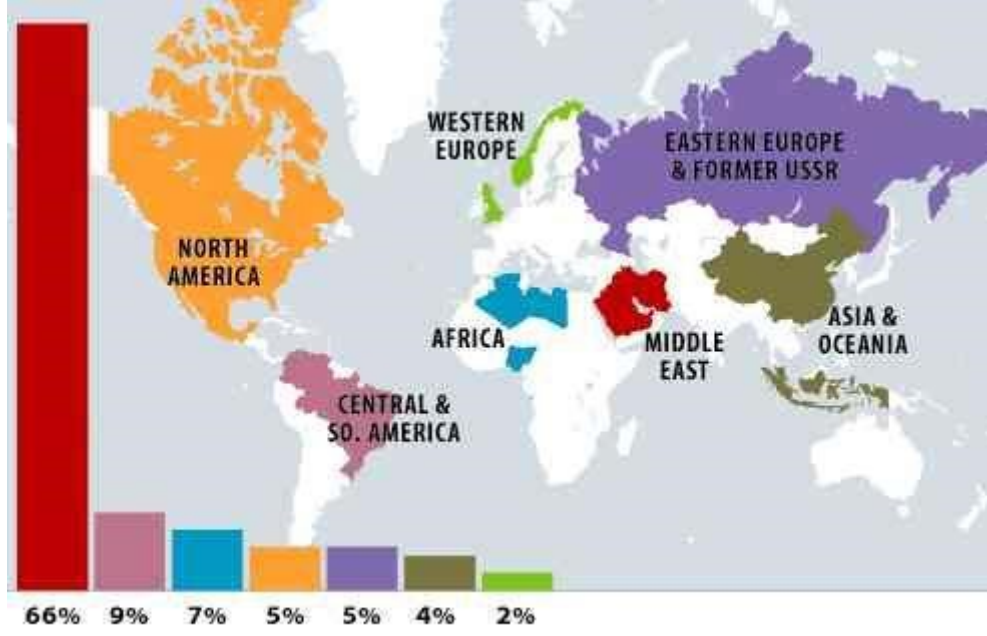 WESTERN
EUROPE
EASTERN EUROPE
& FORMER USSR
NORTH
AMERICA
AFRICA
MIDDLE
EAST
ASIA &
OCEANIA
CENTRAL &
SO. AMERICA
66% 9% 7% 5% 5% 4% 2%